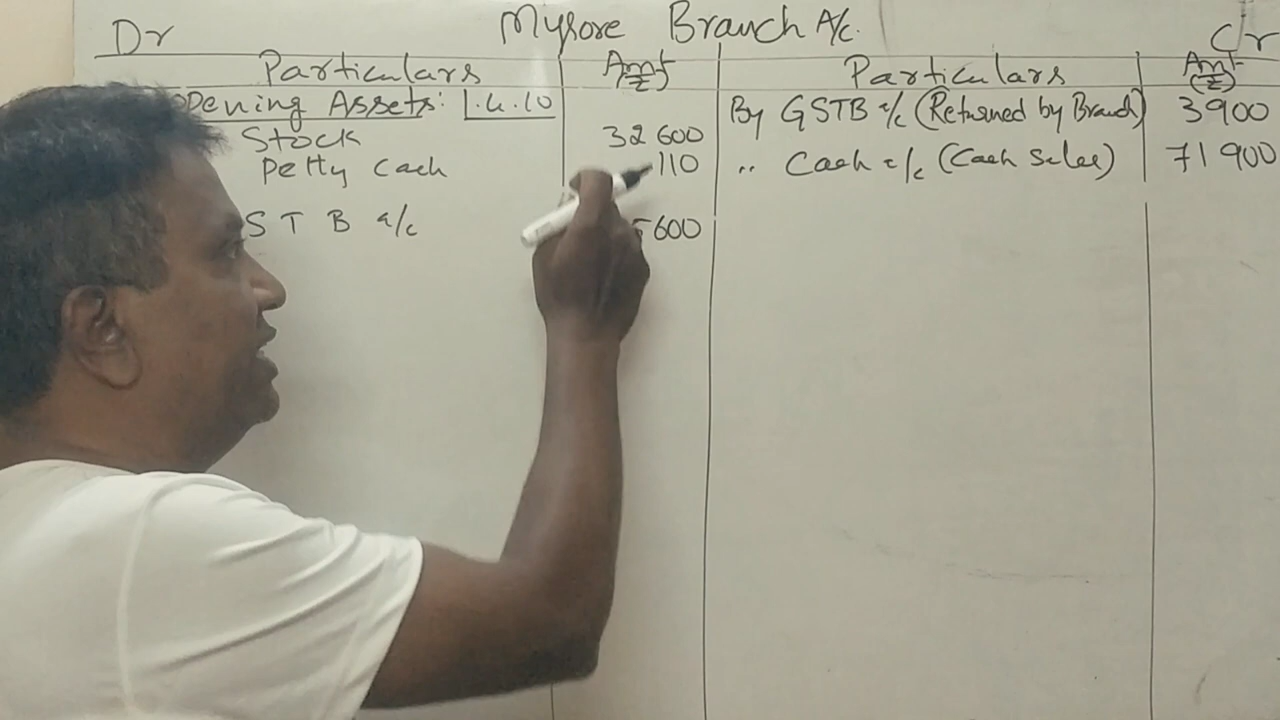 Mysore Branch A/c.
Dr Cr
Particulars Amt (₹) Particulars Amt (₹)
pening Assets: 1.4.10 By GSTB a/c (Returned by Branch) 3900
Stock 32600
Petty Cash 110 " Cash a/c (Cash Sales) 71900
S T B a/c 5600